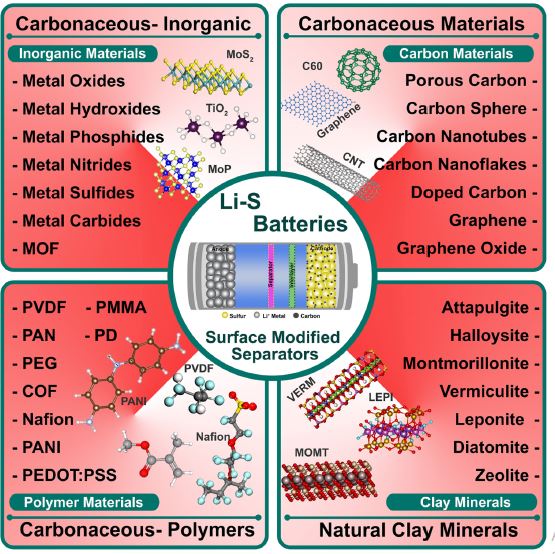 Carbonaceous- Inorganic
Inorganic Materials
- Metal Oxides
- Metal Hydroxides
- Metal Phosphides
- Metal Nitrides
- Metal Sulfides
- Metal Carbides
- MOF
MoS2
TiO2
MoP
Carbonaceous Materials
Carbon Materials
C60
Graphene
CNT
Porous Carbon -
Carbon Sphere -
Carbon Nanotubes -
Carbon Nanoflakes -
Doped Carbon -
Graphene -
Graphene Oxide -
Li-S
Batteries
Anode
Separator
Interlayer
Cathode
Sulfur
Li+ Metal
Carbon
Surface Modified
Separators
- PVDF - PMMA
- PAN - PD
- PEG
- COF
- Nafion
- PANI
- PEDOT:PSS
PANI
PVDF
Nafion
Polymer Materials
Carbonaceous- Polymers
VERM
LEPI
MOMT
Attapulgite -
Halloysite -
Montmorillonite -
Vermiculite -
Leponite -
Diatomite -
Zeolite -
Clay Minerals
Natural Clay Minerals